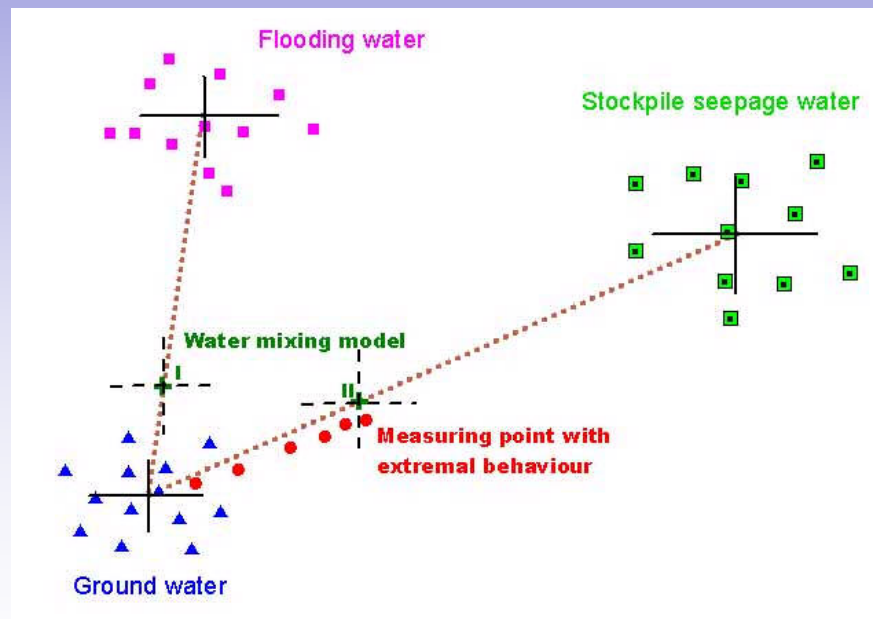 Flooding water
Stockpile seepage water
Water mixing model
I
II
Measuring point with
extremal behaviour
Ground water